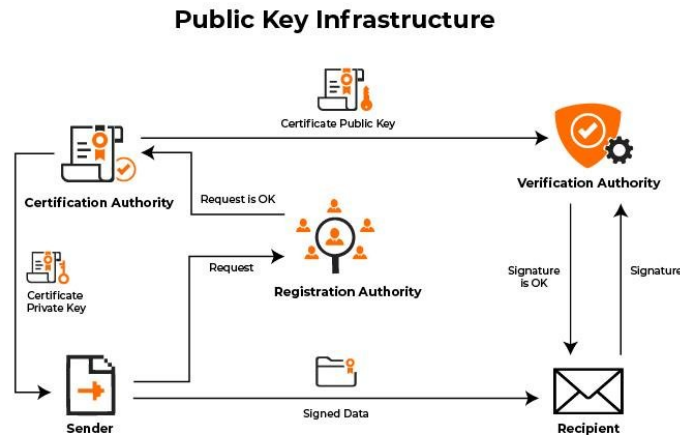 Public Key Infrastructure
Certificate Public Key
Certification Authority
Verification Authority
Request is OK
Certificate
Private Key
Request
Registration Authority
Signature
is OK
Signature
Signed Data
Sender
Recipient